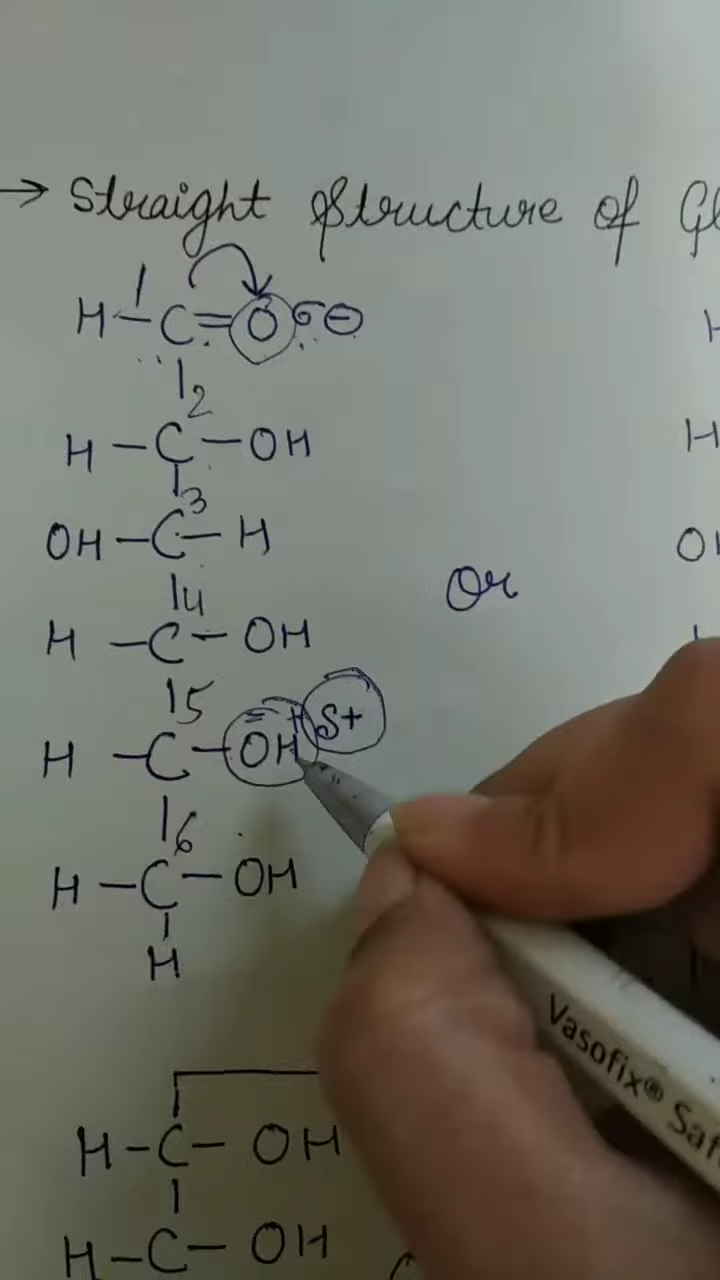 → Straight Structure of Gl
1
H-C=O δ⊖
2
H-C-OH
3
OH-C-H
4
Or
H-C-OH
5
H δ+
H-C-OH
6
H-C-OH
H
Vasofix® Saf
H-C-OH
H-C-OH
H
H
OH